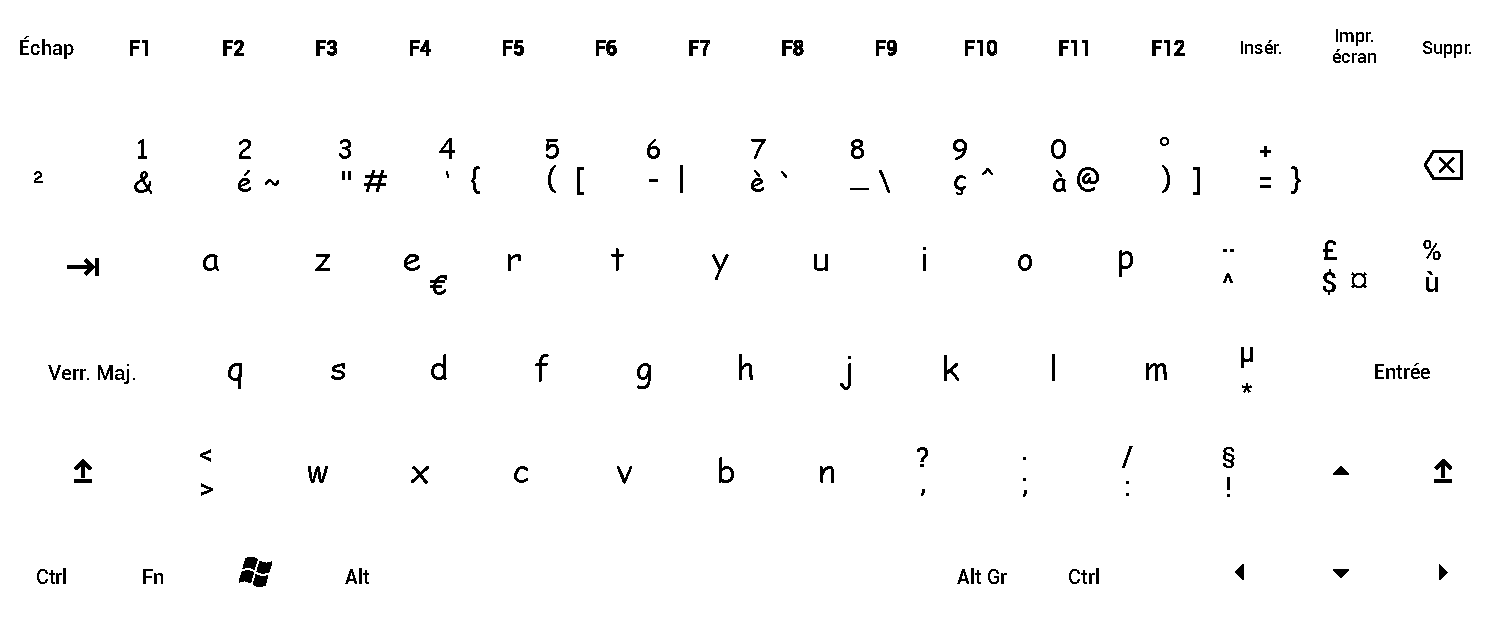 Échap F1 F2 F3 F4 F5 F6 F7 F8 F9 F10 F11 F12 Insér. Impr. écran Suppr.
1 2 3 4 5 6 7 8 9 0 ° +
² & é ~ " # ' { ( [ - | è ` _ \ ç ^ à @ ) ] = }
a z e € r t y u i o p ¨ ^ £ $ ¤ % ù
Verr. Maj. q s d f g h j k l m µ * Entrée
< > w x c v b n ? , . ; / : § !
Ctrl Fn Alt Alt Gr Ctrl